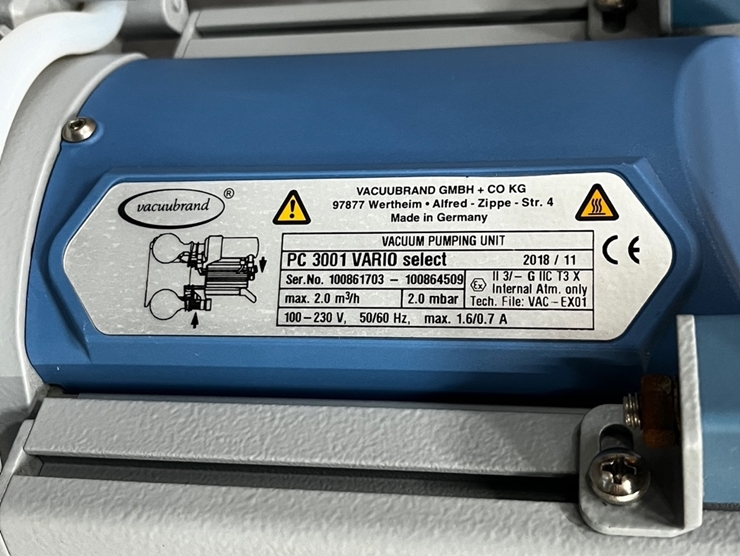 vacuubrand ®
VACUUBRAND GMBH + CO KG
97877 Wertheim • Alfred - Zippe - Str. 4
Made in Germany
VACUUM PUMPING UNIT
PC 3001 VARIO select 2018 / 11
Ser.No. 100861703 - 100864509
Ex II 3/- G IIC T3 X
Internal Atm. only
Tech. File: VAC-EX01
max. 2.0 m³/h 2.0 mbar
100-230 V, 50/60 Hz, max. 1.6/0.7 A
CE